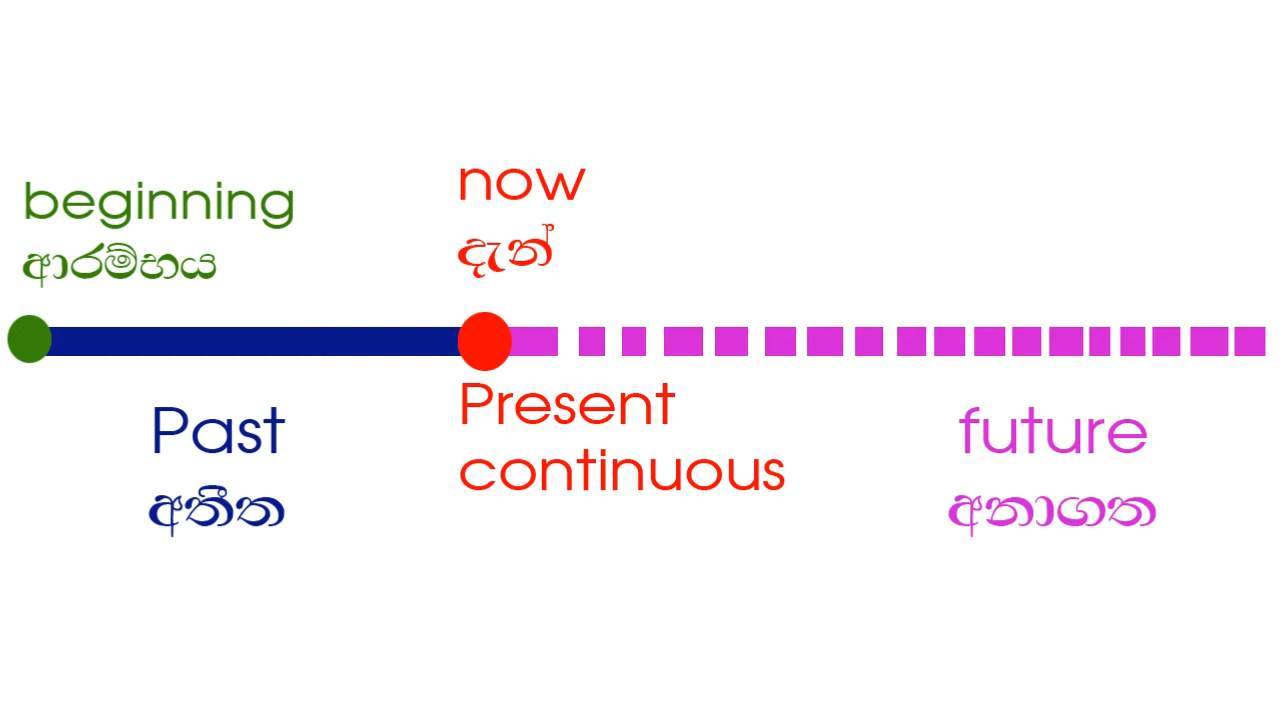 beginning
ආරම්භය
now
දැන්
Past
අතීත
Present
continuous
future
අනාගත